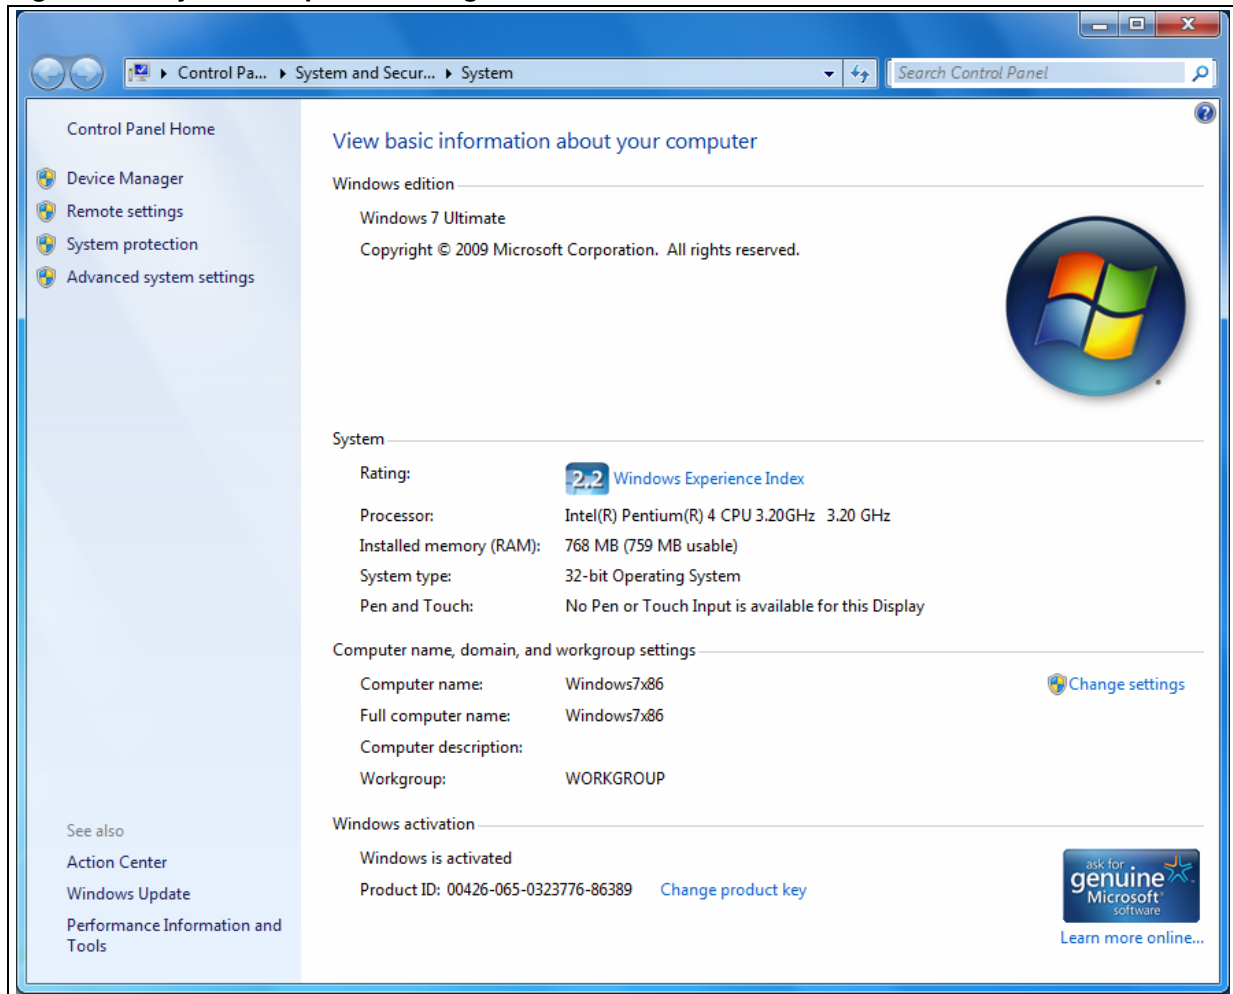 Control Pa... System and Secur... System
Search Control Panel
Control Panel Home
Device Manager
Remote settings
System protection
Advanced system settings
View basic information about your computer
Windows edition
Windows 7 Ultimate
Copyright © 2009 Microsoft Corporation. All rights reserved.
System
Rating: 2,2 Windows Experience Index
Processor: Intel(R) Pentium(R) 4 CPU 3.20GHz 3.20 GHz
Installed memory (RAM): 768 MB (759 MB usable)
System type: 32-bit Operating System
Pen and Touch: No Pen or Touch Input is available for this Display
Computer name, domain, and workgroup settings
Computer name: Windows7x86
Change settings
Full computer name: Windows7x86
Computer description:
Workgroup: WORKGROUP
Windows activation
Windows is activated
Product ID: 00426-065-0323776-86389 Change product key
ask for
genuine
Microsoft
software
Learn more online...
See also
Action Center
Windows Update
Performance Information and
Tools